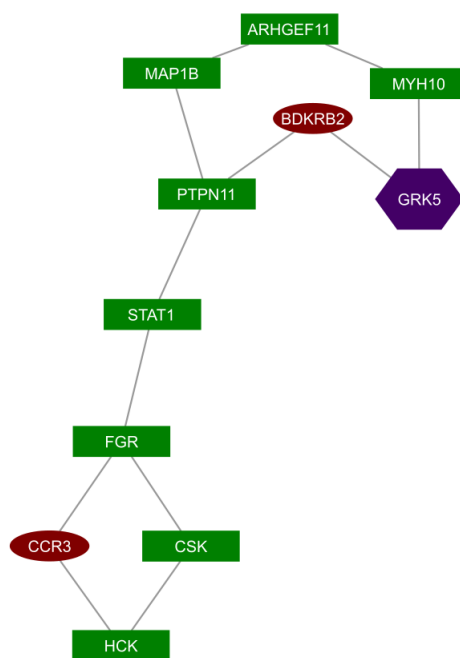 ARHGEF11
MAP1B
MYH10
BDKRB2
PTPN11
GRK5
STAT1
FGR
CCR3
CSK
HCK